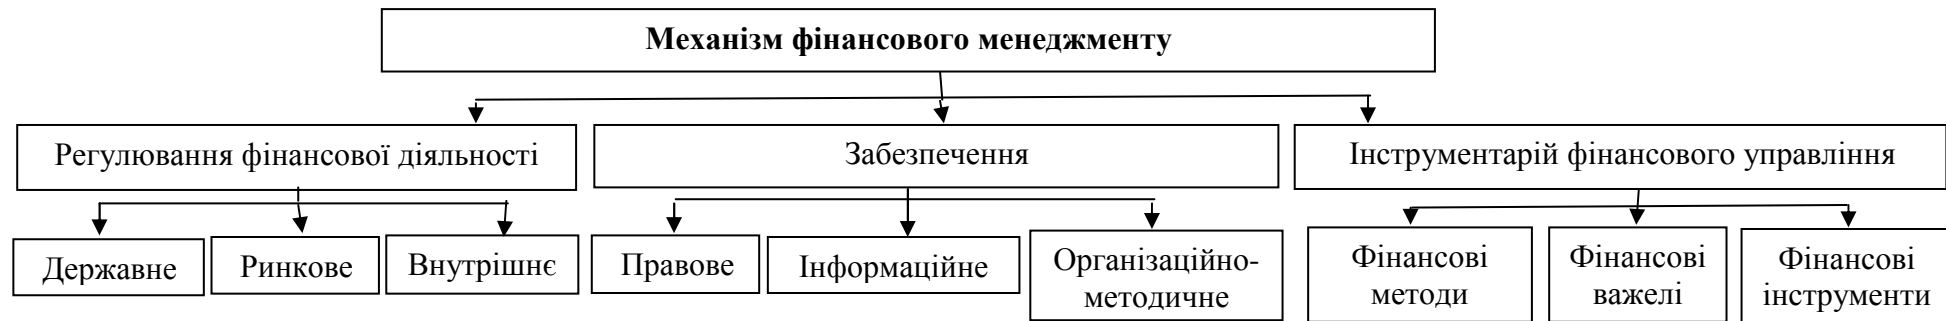 Механізм фінансового менеджменту
Регулювання фінансової діяльності
Забезпечення
Інструментарій фінансового управління
Державне
Ринкове
Внутрішнє
Правове
Інформаційне
Організаційно-
методичне
Фінансові
методи
Фінансові
важелі
Фінансові
інструменти